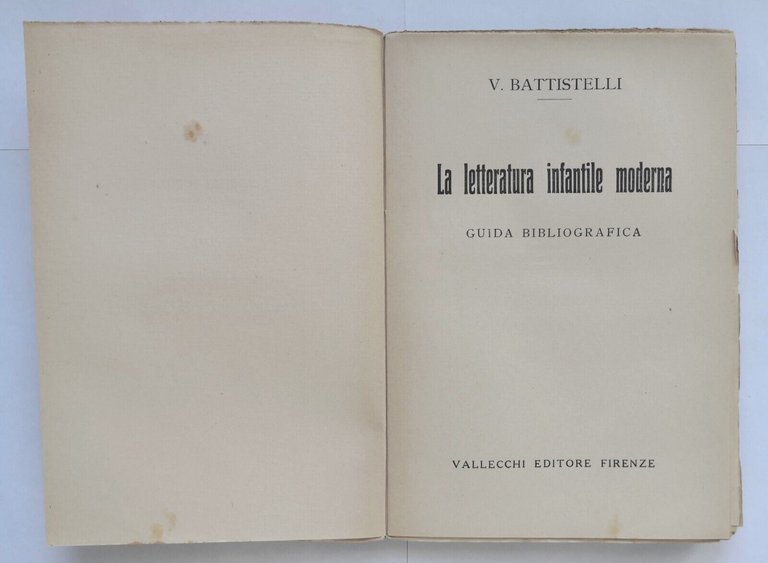 V. BATTISTELLI
La letteratura infantile moderna
GUIDA BIBLIOGRAFICA
VALLECCHI EDITORE FIRENZE